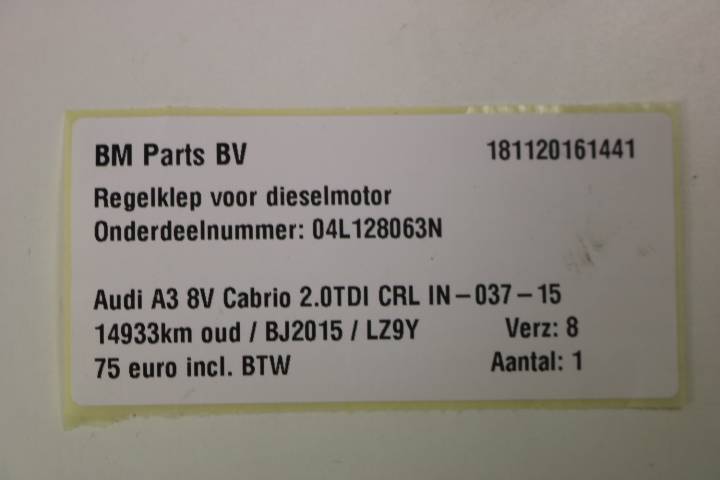 BM Parts BV 181120161441
Regelklep voor dieselmotor
Onderdeelnummer: 04L128063N
Audi A3 8V Cabrio 2.0TDI CRL IN-037-15
14933km oud / BJ2015 / LZ9Y Verz: 8
75 euro incl. BTW Aantal: 1